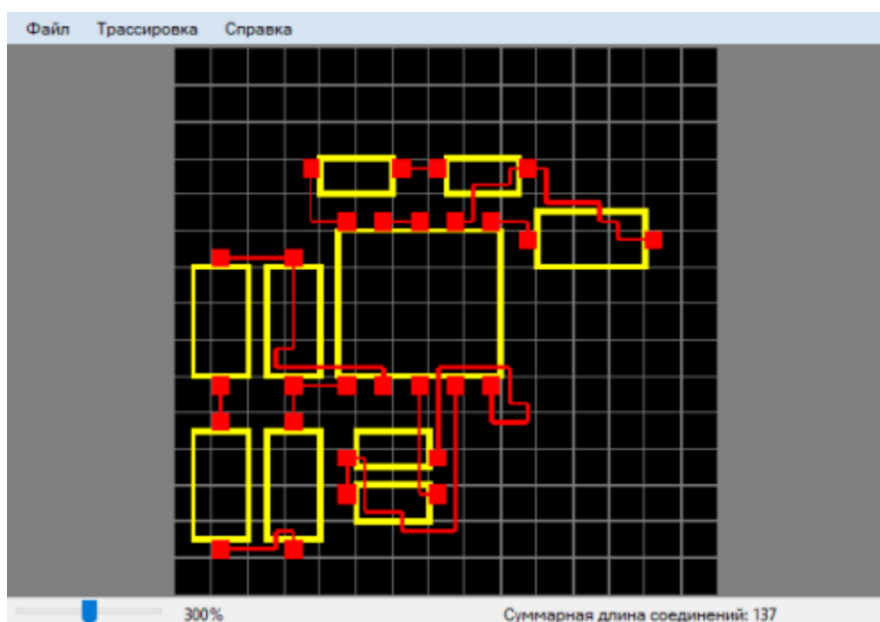 Файл Трассировка Справка
300% Суммарная длина соединений: 137